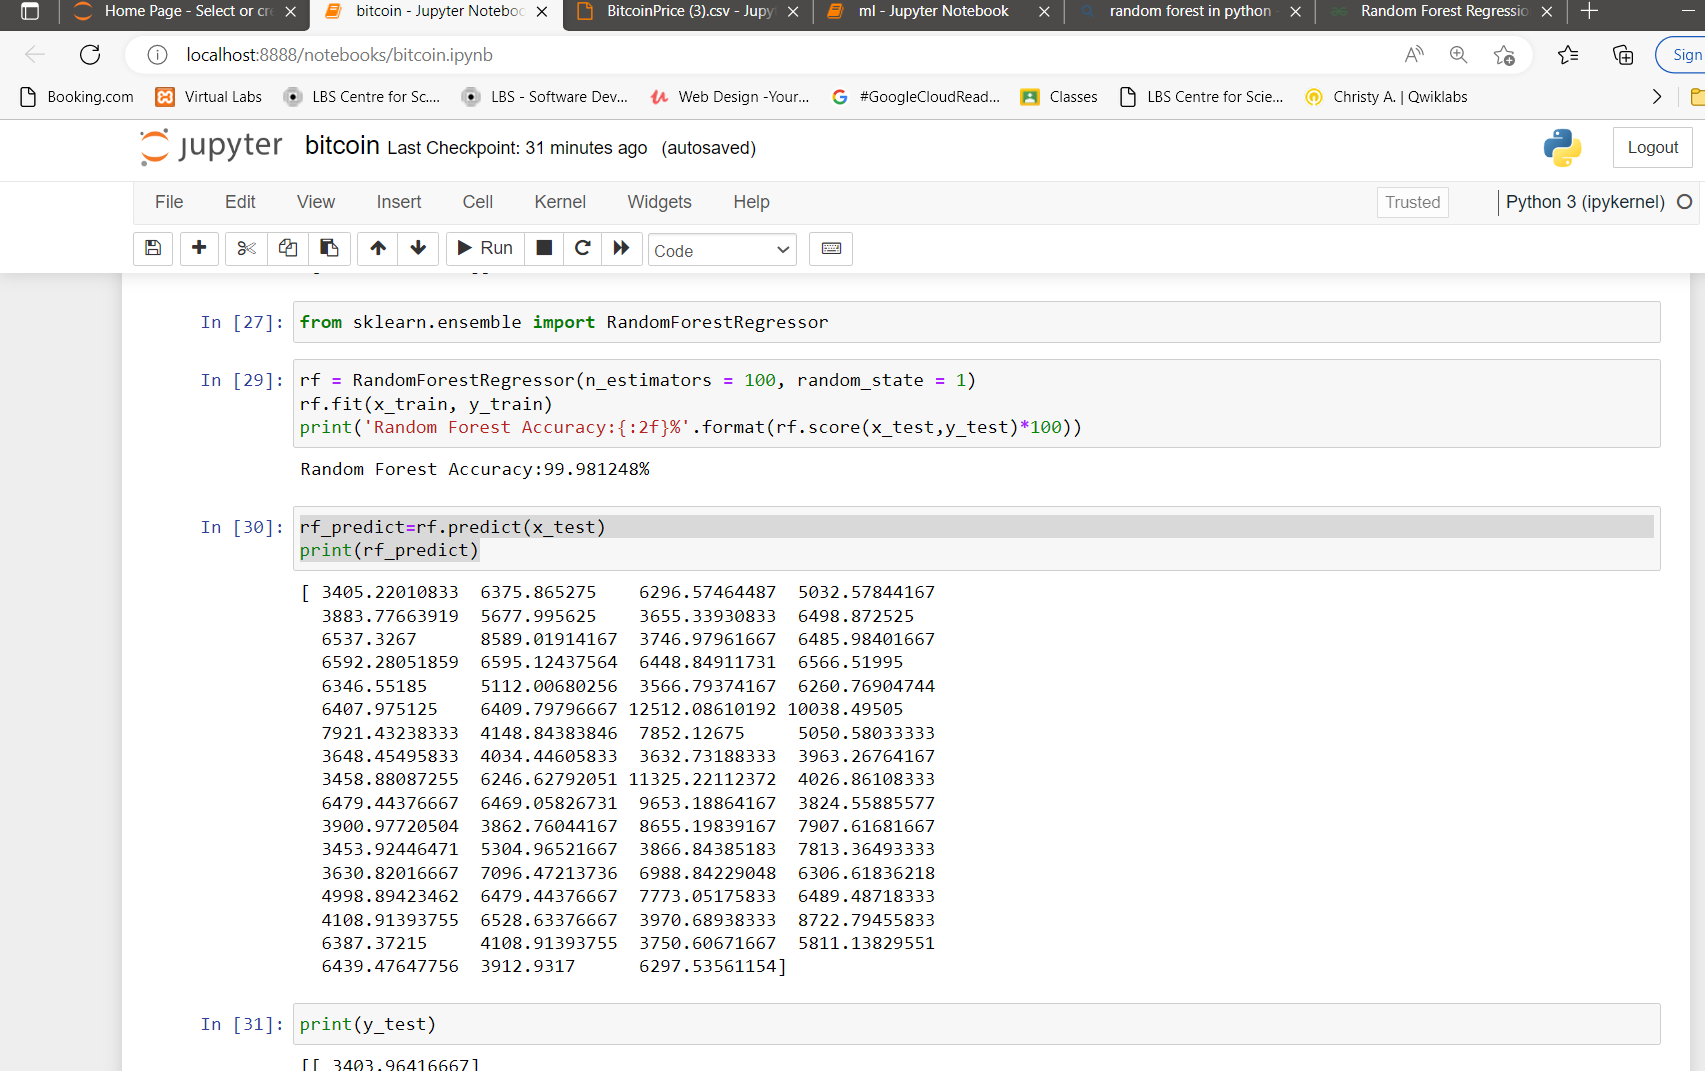 Home Page - Select or cre
bitcoin - Jupyter Noteboo
BitcoinPrice (3).csv - Jupy
ml - Jupyter Notebook
random forest in python
Random Forest Regressio
localhost:8888/notebooks/bitcoin.ipynb
Sign
Booking.com Virtual Labs LBS Centre for Sc.... LBS - Software Dev... Web Design -Your... #GoogleCloudRead... Classes LBS Centre for Scie... Christy A. | Qwiklabs
jupyter bitcoin Last Checkpoint: 31 minutes ago (autosaved) Logout
File Edit View Insert Cell Kernel Widgets Help Trusted Python 3 (ipykernel)
Run Code
In [27]: from sklearn.ensemble import RandomForestRegressor
In [29]: rf = RandomForestRegressor(n_estimators = 100, random_state = 1)
rf.fit(x_train, y_train)
print('Random Forest Accuracy:{:2f}%'.format(rf.score(x_test,y_test)*100))
Random Forest Accuracy:99.981248%
In [30]: rf_predict=rf.predict(x_test)
print(rf_predict)
[ 3405.22010833 6375.865275 6296.57464487 5032.57844167
3883.77663919 5677.995625 3655.33930833 6498.872525
6537.3267 8589.01914167 3746.97961667 6485.98401667
6592.28051859 6595.12437564 6448.84911731 6566.51995
6346.55185 5112.00680256 3566.79374167 6260.76904744
6407.975125 6409.79796667 12512.08610192 10038.49505
7921.43238333 4148.84383846 7852.12675 5050.58033333
3648.45495833 4034.44605833 3632.73188333 3963.26764167
3458.88087255 6246.62792051 11325.22112372 4026.86108333
6479.44376667 6469.05826731 9653.18864167 3824.55885577
3900.97720504 3862.76044167 8655.19839167 7907.61681667
3453.92446471 5304.96521667 3866.84385183 7813.36493333
3630.82016667 7096.47213736 6988.84229048 6306.61836218
4998.89423462 6479.44376667 7773.05175833 6489.48718333
4108.91393755 6528.63376667 3970.68938333 8722.79455833
6387.37215 4108.91393755 3750.60671667 5811.13829551
6439.47647756 3912.9317 6297.53561154]
In [31]: print(y_test)
[[ 3403.96416667]